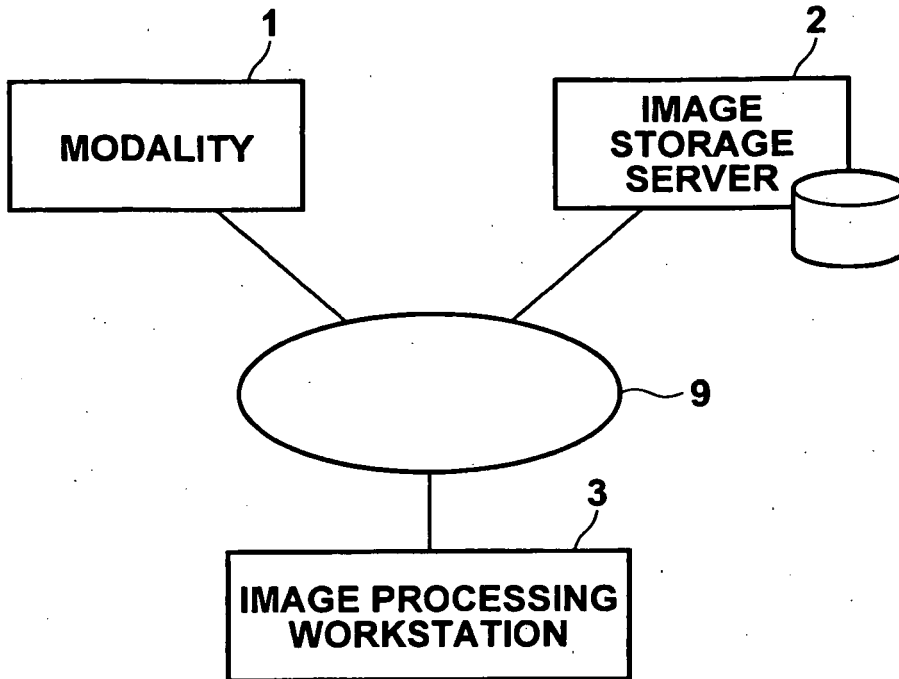 1
2
MODALITY
IMAGE
STORAGE
SERVER
9
3
IMAGE PROCESSING
WORKSTATION